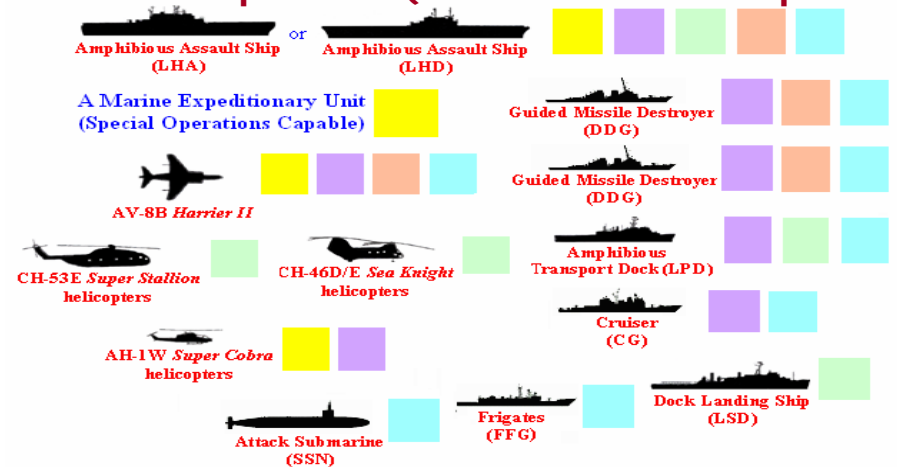 or
Amphibious Assault Ship
(LHA)
Amphibious Assault Ship
(LHD)
A Marine Expeditionary Unit
(Special Operations Capable)
Guided Missile Destroyer
(DDG)
AV-8B Harrier II
Guided Missile Destroyer
(DDG)
CH-53E Super Stallion
helicopters
CH-46D/E Sea Knight
helicopters
Amphibious
Transport Dock (LPD)
Cruiser
(CG)
AH-1W Super Cobra
helicopters
Attack Submarine
(SSN)
Frigates
(FFG)
Dock Landing Ship
(LSD)